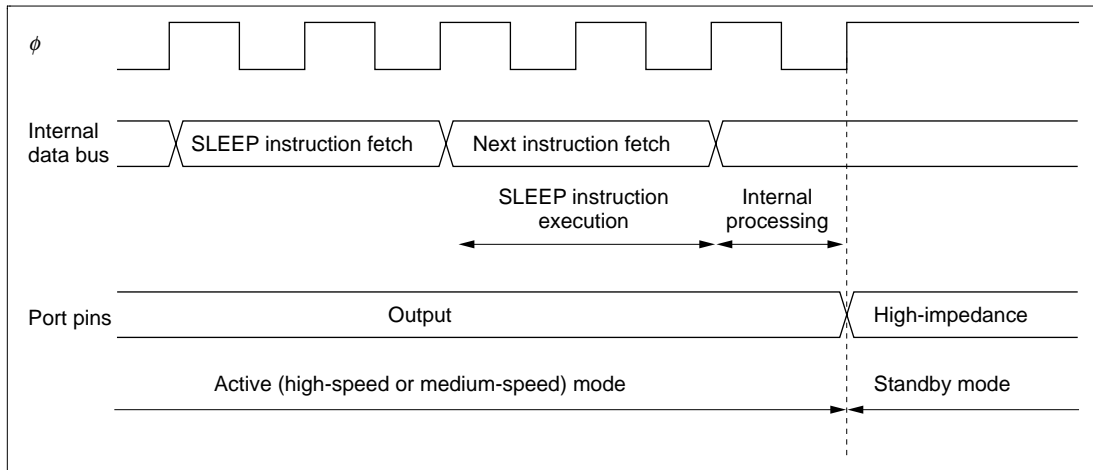 ϕ
Internal
data bus
SLEEP instruction fetch
Next instruction fetch
SLEEP instruction
execution
Internal
processing
Port pins
Output
High-impedance
Active (high-speed or medium-speed) mode
Standby mode